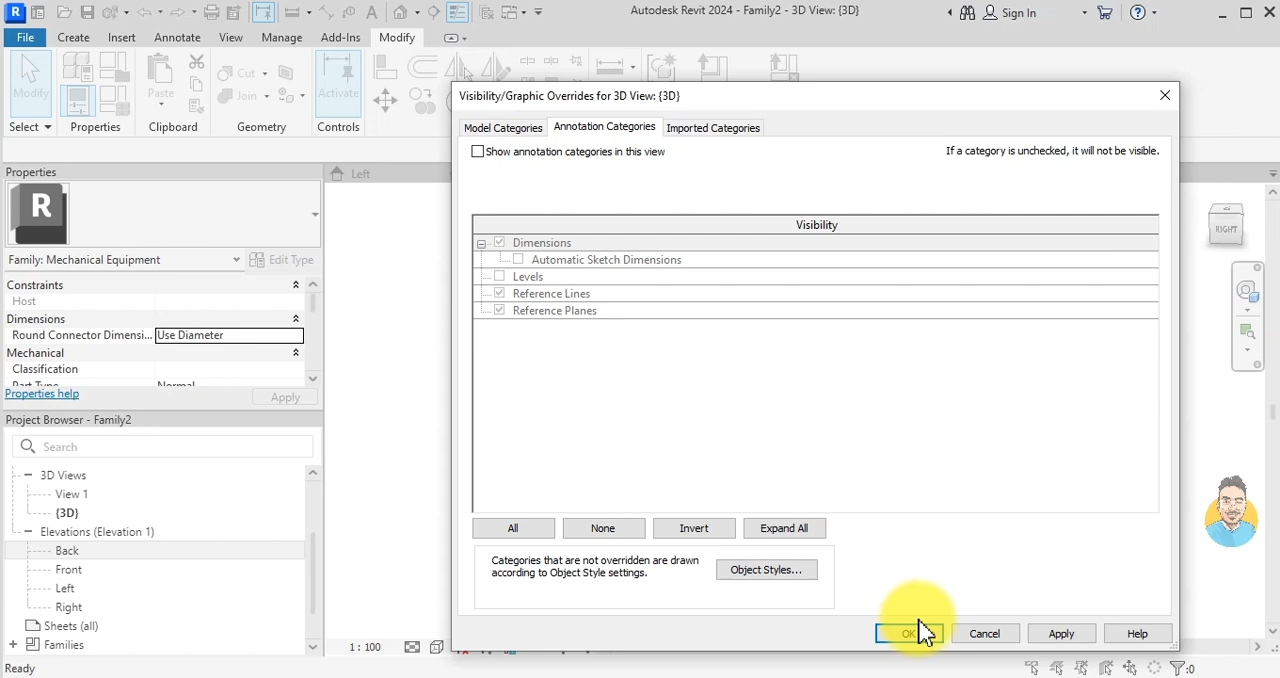 Autodesk Revit 2024 - Family2 - 3D View: {3D}
Sign In
File Create Insert Annotate View Manage Add-Ins Modify
Modify
Paste
Cut
Join
Activate
Select Properties Clipboard Geometry Controls
Visibility/Graphic Overrides for 3D View: {3D}
Model Categories Annotation Categories Imported Categories
Show annotation categories in this view
If a category is unchecked, it will not be visible.
Visibility
Dimensions
Automatic Sketch Dimensions
Levels
Reference Lines
Reference Planes
All None Invert Expand All
Categories that are not overridden are drawn
according to Object Style settings.
Object Styles...
OK Cancel Apply Help
Properties
R
Family: Mechanical Equipment
Edit Type
Constraints
Host
Dimensions
Round Connector Dimensi... Use Diameter
Mechanical
Classification
Part Type Normal
Properties help
Apply
Project Browser - Family2
Search
3D Views
View 1
{3D}
Elevations (Elevation 1)
Back
Front
Left
Right
Sheets (all)
Families
Left
RIGHT
1 : 100
Ready
:0